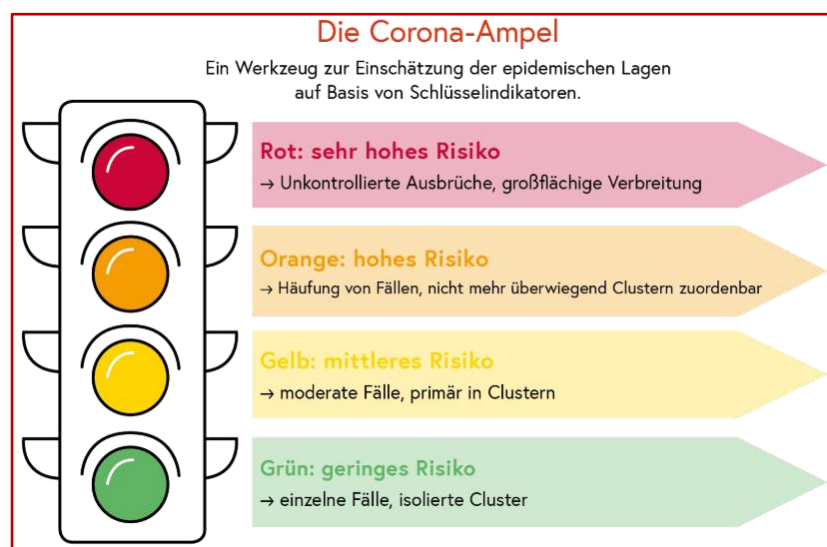 Die Corona-Ampel
Ein Werkzeug zur Einschätzung der epidemischen Lagen
auf Basis von Schlüsselindikatoren.
Rot: sehr hohes Risiko
→ Unkontrollierte Ausbrüche, großflächige Verbreitung
Orange: hohes Risiko
→ Häufung von Fällen, nicht mehr überwiegend Clustern zuordenbar
Gelb: mittleres Risiko
→ moderate Fälle, primär in Clustern
Grün: geringes Risiko
→ einzelne Fälle, isolierte Cluster